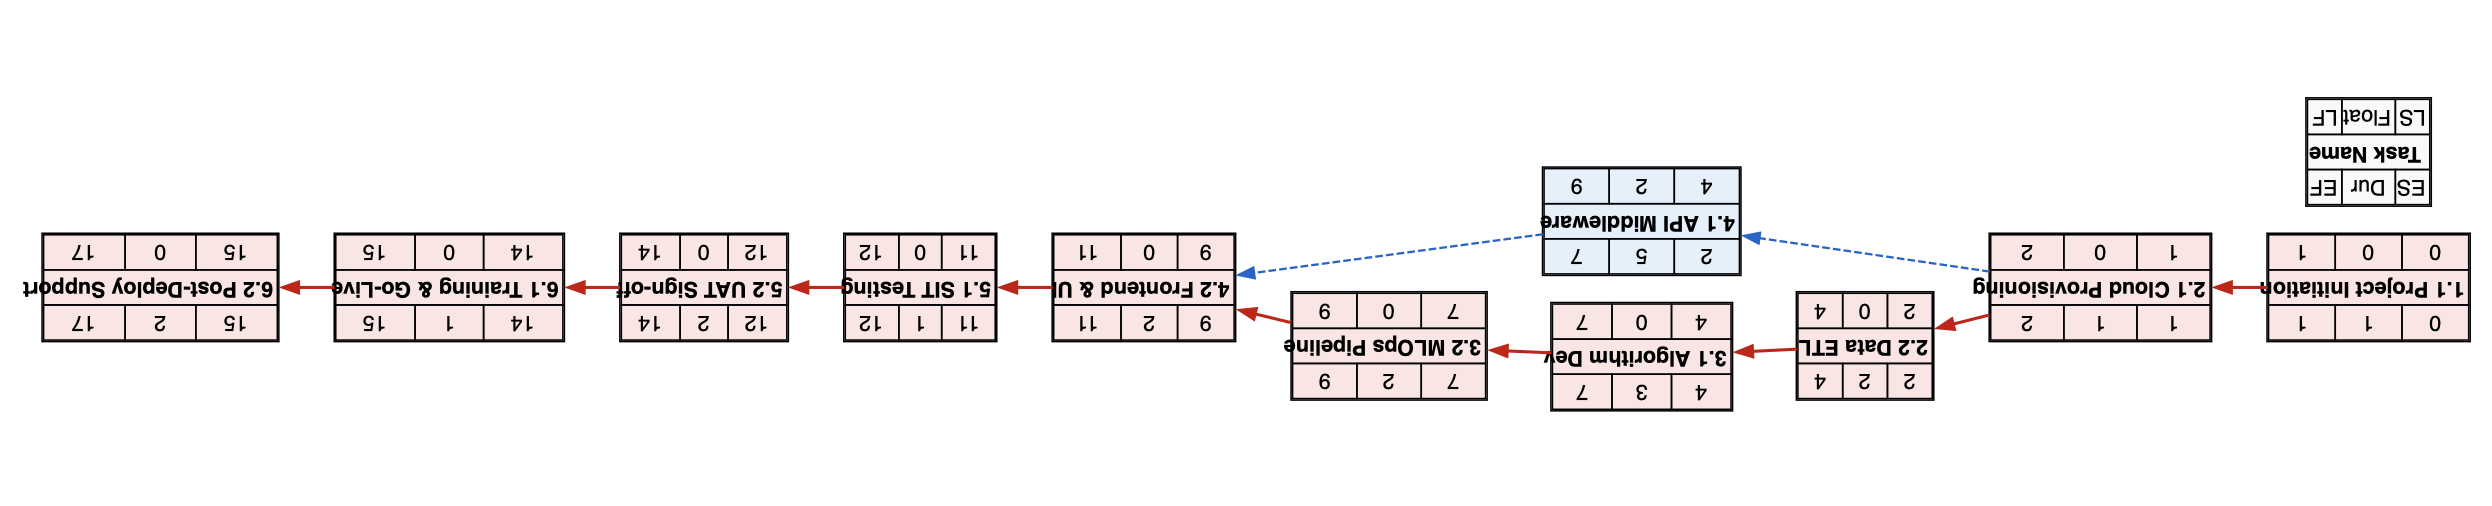 0 1 1
1.1 Project Initiation
0 0 1
1 1 2
2.1 Cloud Provisioning
1 0 2
2 2 4
2.2 Data ETL
2 0 4
4 3 7
3.1 Algorithm Dev
4 0 7
7 2 9
3.2 MLOps Pipeline
7 0 9
2 5 7
4.1 API Middleware
4 2 9
9 2 11
4.2 Frontend & UI
9 0 11
11 1 12
5.1 SIT Testing
11 0 12
12 2 14
5.2 UAT Sign-off
12 0 14
14 1 15
6.1 Training & Go-Live
14 0 15
15 2 17
6.2 Post-Deploy Support
15 0 17
ES Dur EF
Task Name
LS Float LF